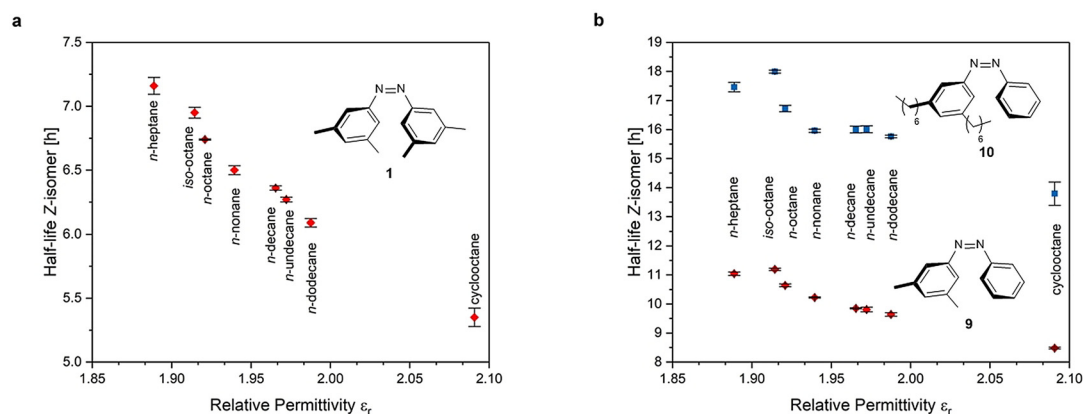 a
7.5
7.0
6.5
6.0
5.5
5.0
Half-life Z-isomer [h]
n-heptane
iso-octane
n-octane
n-nonane
n-decane
n-undecane
n-dodecane
cyclooctane
N=N
1
1.85
1.90
1.95
2.00
2.05
2.10
Relative Permittivity εr
b
19
18
17
16
15
14
13
12
11
10
9
8
Half-life Z-isomer [h]
N=N
6
6
10
n-heptane
iso-octane
n-octane
n-nonane
n-decane
n-undecane
n-dodecane
cyclooctane
N=N
9
1.85
1.90
1.95
2.00
2.05
2.10
Relative Permittivity εr